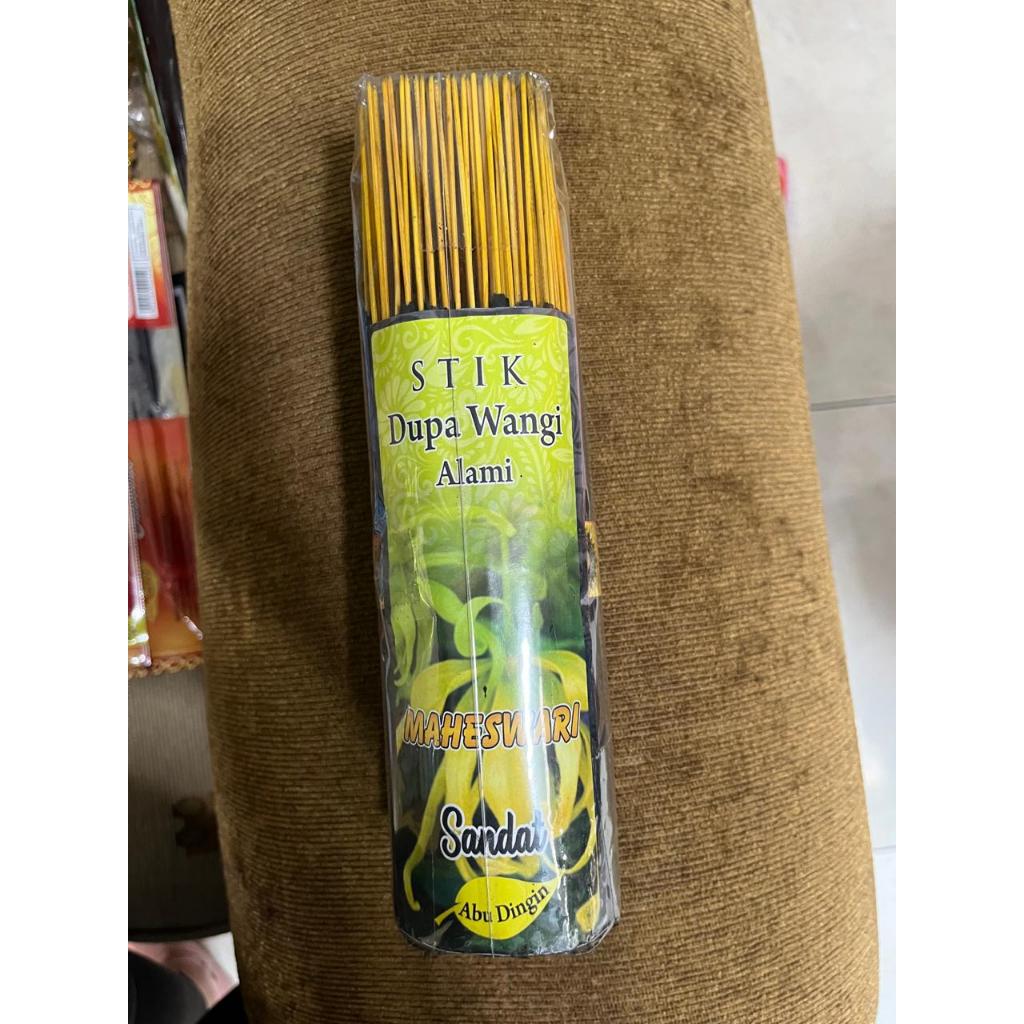 STIK
Dupa Wangi
Alami
MAHESWARI
Sandat
Abu Dingin